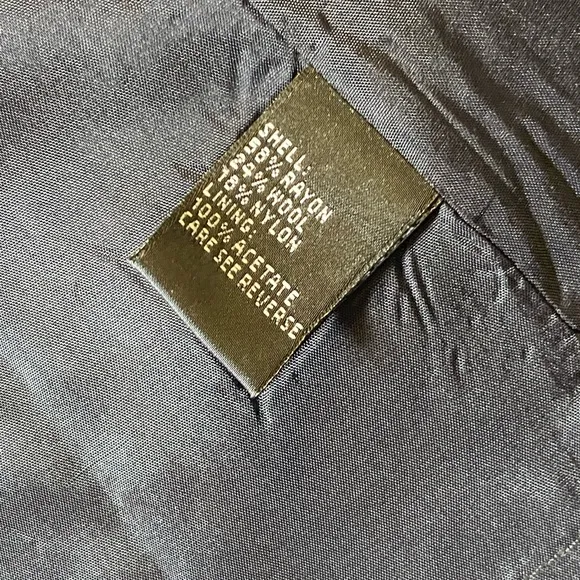 SHELL.
58% RAYON
24% WOOL
18% NYLON
LINING.
100% ACETATE
CARE SEE REVERSE